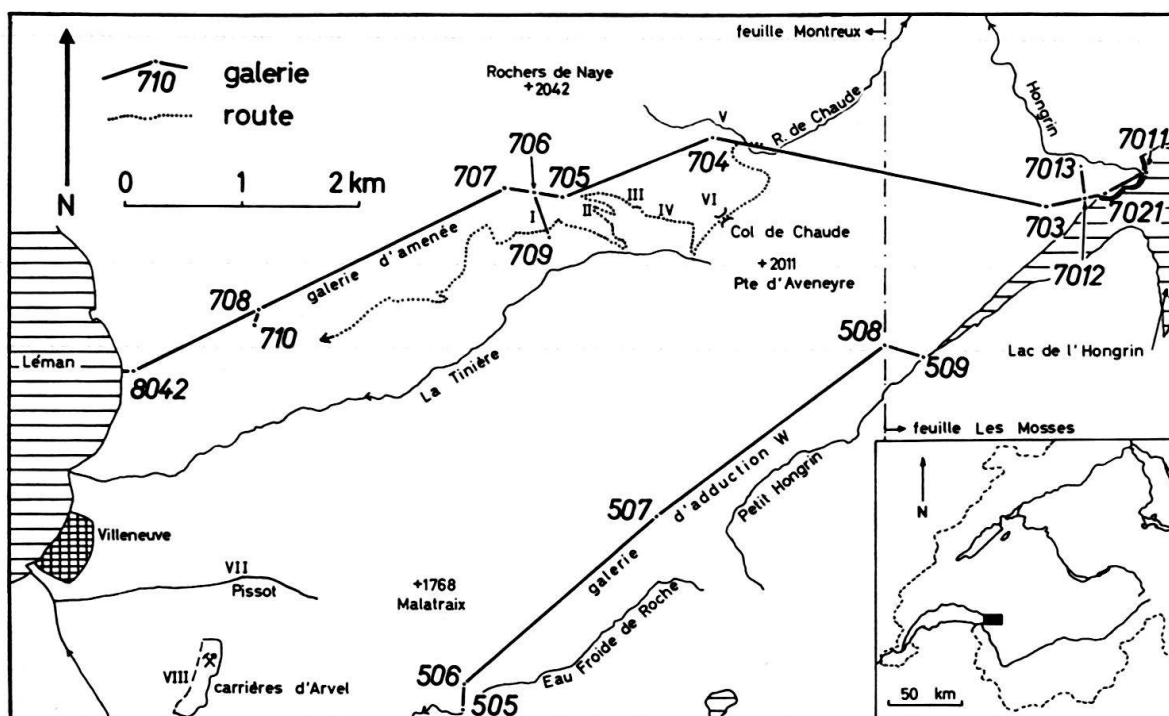 feuille Montreux
710
galerie
route
0 1 2 km
N
Rochers de Naye
+2042
V
R. de Chaude
Hongrin
7011
706
707
705
704
7013
III
II
IV
VI
I
709
703
7021
7012
Col de Chaude
+2011
Pte d'Aveneyre
galerie d'amenée
708
710
Léman
8042
La Tinière
508
509
Lac de l'Hongrin
feuille Les Mosses
507
galerie d'adduction W
Petit Hongrin
Villeneuve
VII
Pissot
+1768
Malatraix
Eau Froide de Roche
VIII
carrières d'Arvel
506
505
N
50 km